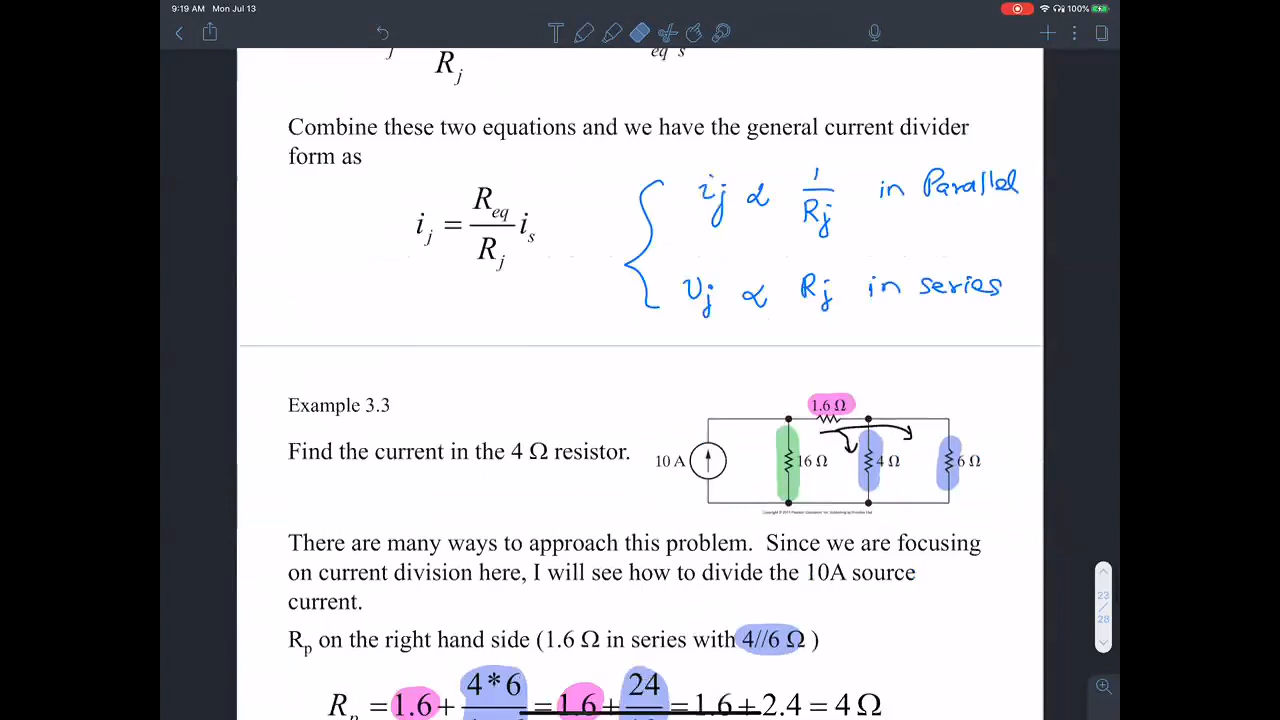 9:19 AM Mon Jul 13
100%
T
j
R_j
eq s
Combine these two equations and we have the general current divider
form as
i_j = R_eq / R_j i_s
i_j ∝ 1 / R_j in Parallel
v_j ∝ R_j in series
Example 3.3
1.6 Ω
Find the current in the 4 Ω resistor.
10 A
16 Ω
4 Ω
6 Ω
There are many ways to approach this problem. Since we are focusing
on current division here, I will see how to divide the 10A source
current.
R_p on the right hand side (1.6 Ω in series with 4//6 Ω )
R_p = 1.6 + 4 * 6 = 1.6 + 24 = 1.6 + 2.4 = 4 Ω
23
/
28